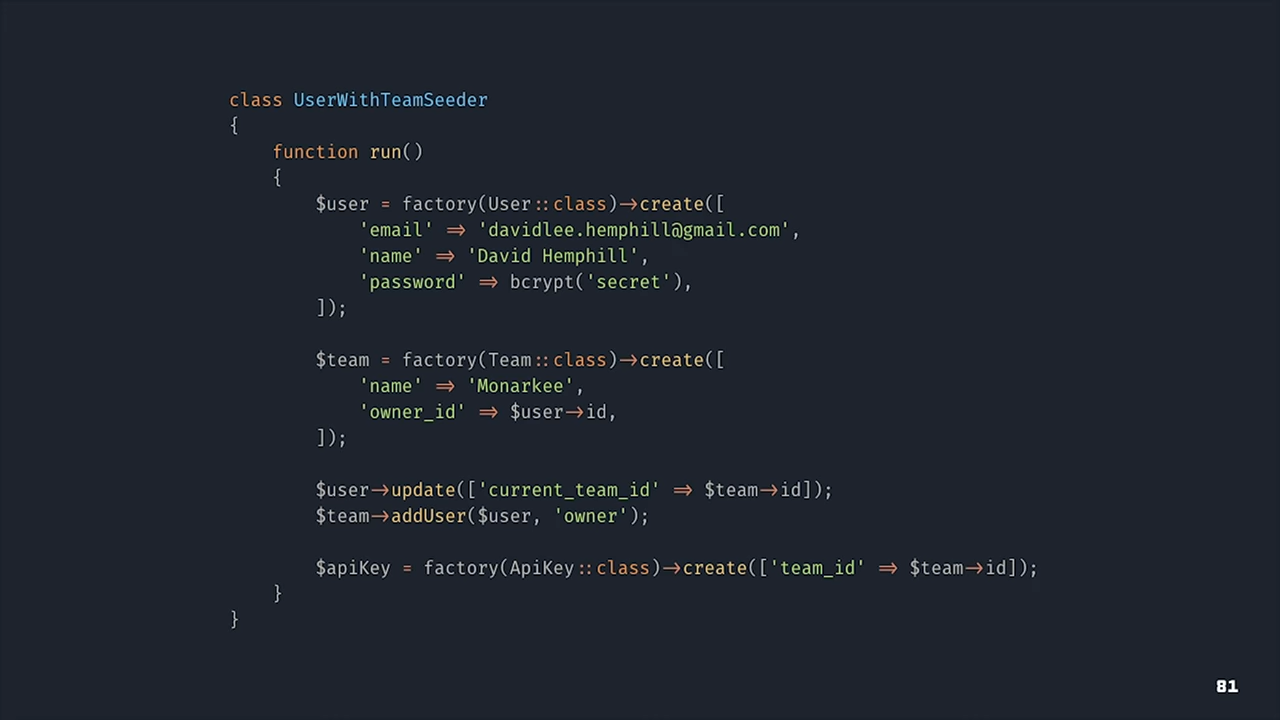 class UserWithTeamSeeder
{
    function run()
    {
        $user = factory(User::class)->create([
            'email' => 'davidlee.hemphill@gmail.com',
            'name' => 'David Hemphill',
            'password' => bcrypt('secret'),
        ]);

        $team = factory(Team::class)->create([
            'name' => 'Monarkee',
            'owner_id' => $user->id,
        ]);

        $user->update(['current_team_id' => $team->id]);
        $team->addUser($user, 'owner');

        $apiKey = factory(ApiKey::class)->create(['team_id' => $team->id]);
    }
}
81